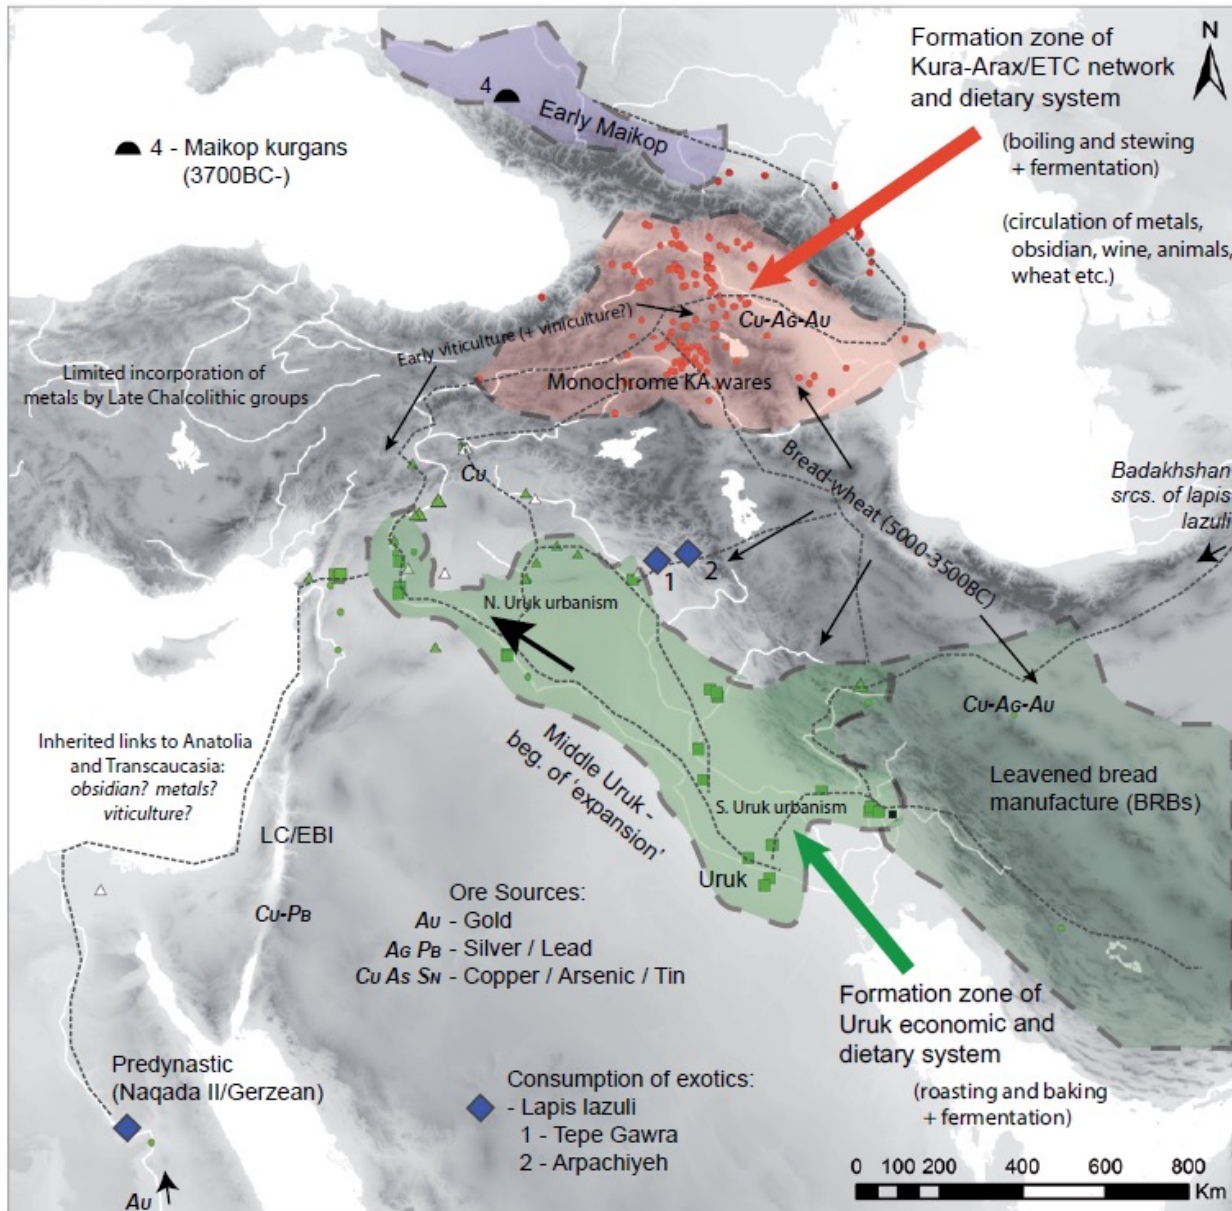 N
Formation zone of
Kura-Arax/ETC network
and dietary system
(boiling and stewing
+ fermentation)
(circulation of metals,
obsidian, wine, animals,
wheat etc.)
4
Early Maikop
4 - Maikop kurgans
(3700BC-)
Cu-Ag-Au
Early viticulture (+ viniculture?)
Limited incorporation of
metals by Late Chalcolithic groups
Monochrome KA wares
Cu
Bread-wheat (5000-3500BC)
Badakhshan
srcs. of lapis
lazuli
1
2
N. Uruk urbanism
Cu-Ag-Au
Inherited links to Anatolia
and Transcaucasia:
obsidian? metals?
viticulture?
Middle Uruk -
beg. of 'expansion'
Leavened bread
manufacture (BRBs)
S. Uruk urbanism
LC/EBI
Uruk
Cu-Pb
Ore Sources:
Au - Gold
Ag Pb - Silver / Lead
Cu As Sn - Copper / Arsenic / Tin
Formation zone of
Uruk economic and
dietary system
(roasting and baking
+ fermentation)
Predynastic
(Naqada II/Gerzean)
Consumption of exotics:
- Lapis lazuli
1 - Tepe Gawra
2 - Arpachiyeh
Au
0 100 200 400 600 800
Km